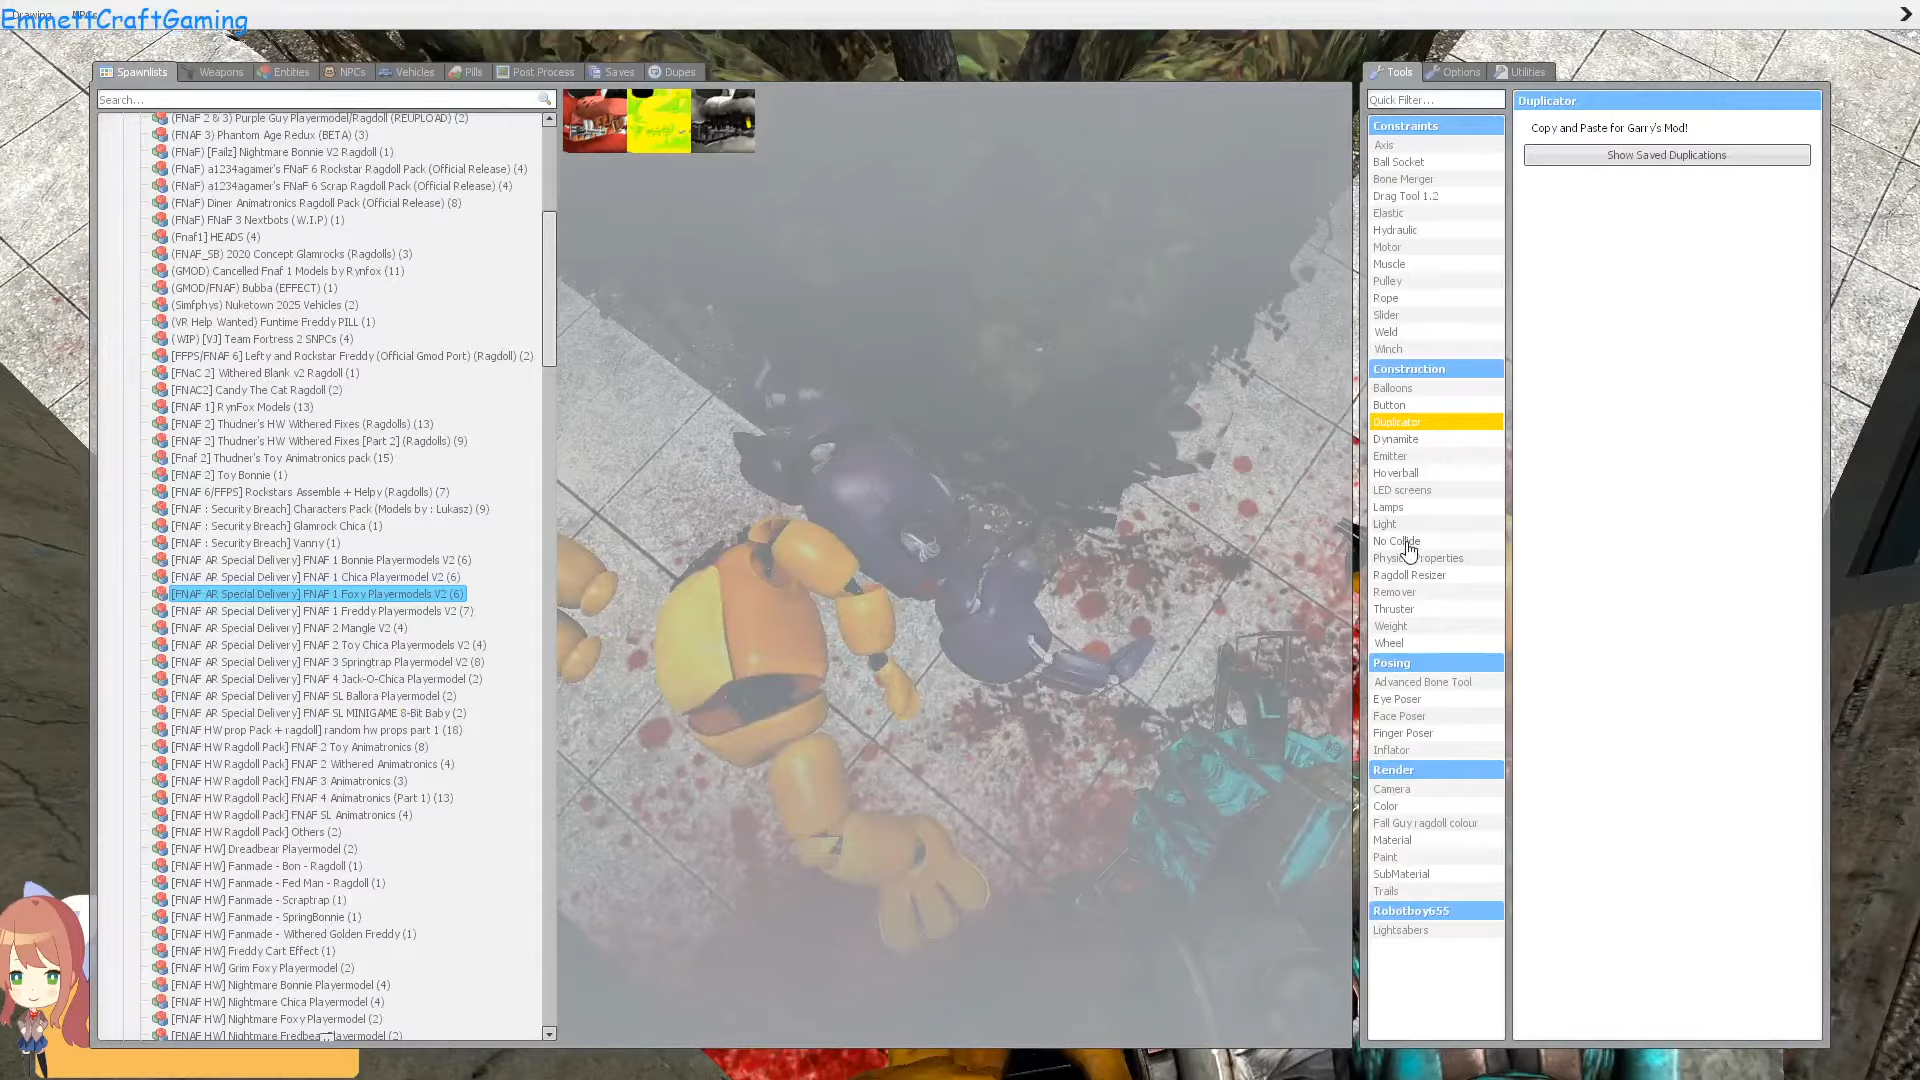 Drawing NPCs
EmmettCraftGaming
Spawnlists Weapons Entities NPCs Vehicles Pills Post Process Saves Dupes
Search...
(FNaF 2 & 3) Purple Guy Playermodel/Ragdoll (REUPLOAD) (2)
(FNAF 3) Phantom Age Redux (BETA) (3)
(FNaF) [Failz] Nightmare Bonnie V2 Ragdoll (1)
(FNaF) a1234agamer's FNaF 6 Rockstar Ragdoll Pack (Official Release) (4)
(FNaF) a1234agamer's FNaF 6 Scrap Ragdoll Pack (Official Release) (4)
(FNaF) Diner Animatronics Ragdoll Pack (Official Release) (8)
(FNAF) FNaF 3 Nextbots (W.I.P) (1)
(Fnaf1] HEADS (4)
(FNAF_SB) 2020 Concept Glamrocks (Ragdolls) (3)
(GMOD) Cancelled Fnaf 1 Models by Rynfox (11)
(GMOD/FNAF) Bubba (EFFECT) (1)
(Simfphys) Nuketown 2025 Vehicles (2)
(VR Help Wanted) Funtime Freddy PILL (1)
(WIP) [VJ] Team Fortress 2 SNPCs (4)
[FFPS/FNAF 6] Lefty and Rockstar Freddy (Official Gmod Port) (Ragdoll) (2)
[FNaC 2] Withered Blank v2 Ragdoll (1)
[FNAC2] Candy The Cat Ragdoll (2)
[FNAF 1] RynFox Models (13)
[FNAF 2] Thudner's HW Withered Fixes (Ragdolls) (13)
[FNAF 2] Thudner's HW Withered Fixes [Part 2] (Ragdolls) (9)
[Fnaf 2] Thudner's Toy Animatronics pack (15)
[FNAF 2] Toy Bonnie (1)
[FNAF 6/FFPS] Rockstars Assemble + Helpy (Ragdolls) (7)
[FNAF : Security Breach] Characters Pack (Models by : Lukasz) (9)
[FNAF : Security Breach] Glamrock Chica (1)
[FNAF : Security Breach] Vanny (1)
[FNAF AR Special Delivery] FNAF 1 Bonnie Playermodels V2 (6)
[FNAF AR Special Delivery] FNAF 1 Chica Playermodel V2 (6)
[FNAF AR Special Delivery] FNAF 1 Foxy Playermodels V2 (6)
[FNAF AR Special Delivery] FNAF 1 Freddy Playermodels V2 (7)
[FNAF AR Special Delivery] FNAF 2 Mangle V2 (4)
[FNAF AR Special Delivery] FNAF 2 Toy Chica Playermodels V2 (4)
[FNAF AR Special Delivery] FNAF 3 Springtrap Playermodel V2 (8)
[FNAF AR Special Delivery] FNAF 4 Jack-O-Chica Playermodel (2)
[FNAF AR Special Delivery] FNAF SL Ballora Playermodel (2)
[FNAF AR Special Delivery] FNAF SL MINIGAME 8-Bit Baby (2)
[FNAF HW prop Pack + ragdoll] random hw props part 1 (18)
[FNAF HW Ragdoll Pack] FNAF 2 Toy Animatronics (8)
[FNAF HW Ragdoll Pack] FNAF 2 Withered Animatronics (4)
[FNAF HW Ragdoll Pack] FNAF 3 Animatronics (3)
[FNAF HW Ragdoll Pack] FNAF 4 Animatronics (Part 1) (13)
[FNAF HW Ragdoll Pack] FNAF SL Animatronics (4)
[FNAF HW Ragdoll Pack] Others (2)
[FNAF HW] Dreadbear Playermodel (2)
[FNAF HW] Fanmade - Bon - Ragdoll (1)
[FNAF HW] Fanmade - Fed Man - Ragdoll (1)
[FNAF HW] Fanmade - Scraptrap (1)
[FNAF HW] Fanmade - SpringBonnie (1)
[FNAF HW] Fanmade - Withered Golden Freddy (1)
[FNAF HW] Freddy Cart Effect (1)
[FNAF HW] Grim Foxy Playermodel (2)
[FNAF HW] Nightmare Bonnie Playermodel (4)
[FNAF HW] Nightmare Chica Playermodel (4)
[FNAF HW] Nightmare Foxy Playermodel (2)
[FNAF HW] Nightmare Fredbear Playermodel (2)
Tools Options Utilities
Quick Filter...
Constraints
Axis
Ball Socket
Bone Merger
Drag Tool 1.2
Elastic
Hydraulic
Motor
Muscle
Pulley
Rope
Slider
Weld
Winch
Construction
Balloons
Button
Duplicator
Dynamite
Emitter
Hoverball
LED screens
Lamps
Light
No Collide
Physical Properties
Ragdoll Resizer
Remover
Thruster
Weight
Wheel
Posing
Advanced Bone Tool
Eye Poser
Face Poser
Finger Poser
Inflator
Render
Camera
Color
Fall Guy ragdoll colour
Material
Paint
SubMaterial
Trails
Robotboy655
Lightsabers
Duplicator
Copy and Paste for Garry's Mod!
Show Saved Duplications